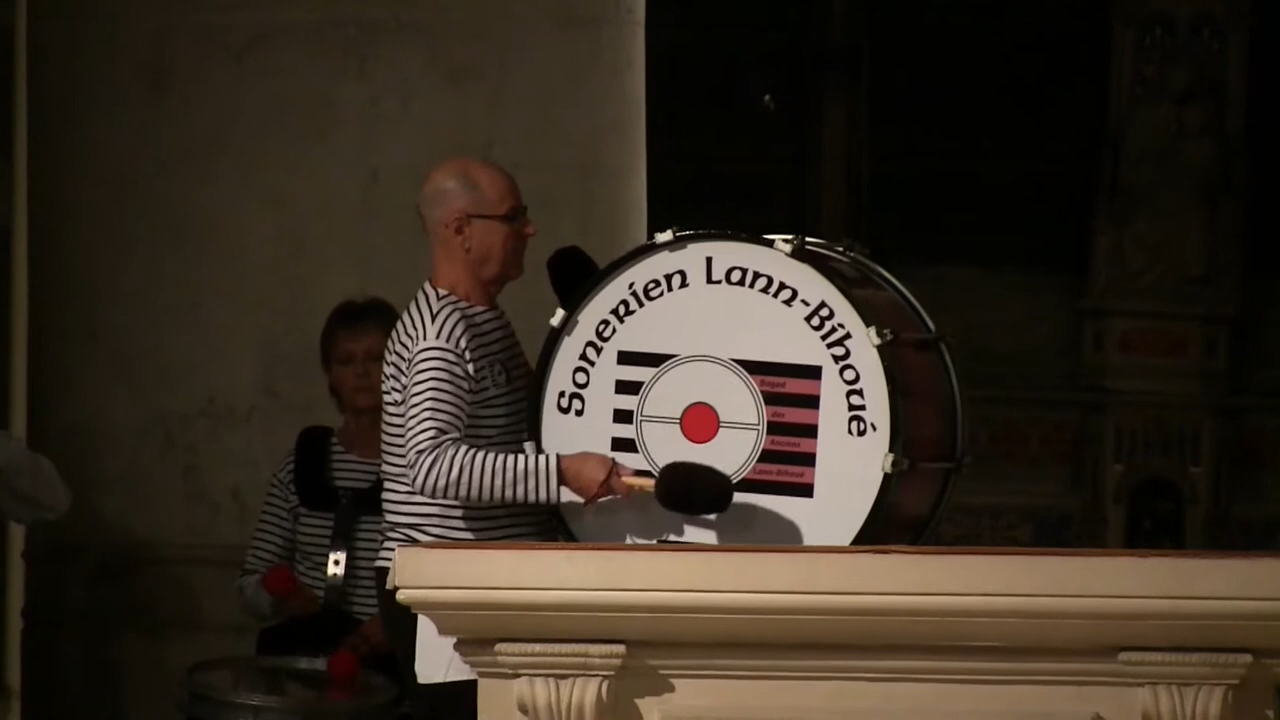 Sonerien Lann-Bihoué
Bagad
des
Anciens
Lann-Bihoué